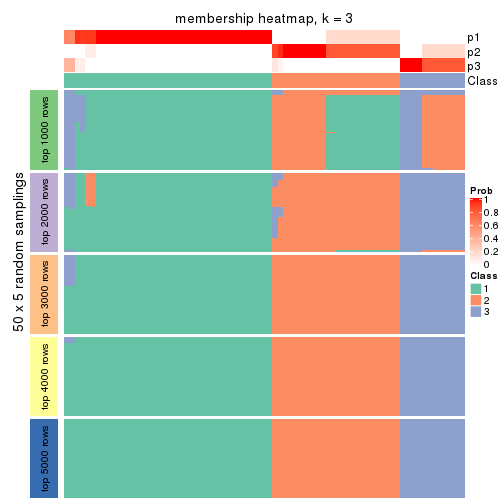 membership heatmap, k = 3
p1
p2
p3
Class
50 x 5 random samplings
top 1000 rows
top 2000 rows
top 3000 rows
top 4000 rows
top 5000 rows
Prob
1
0.8
0.6
0.4
0.2
0
Class
1
2
3